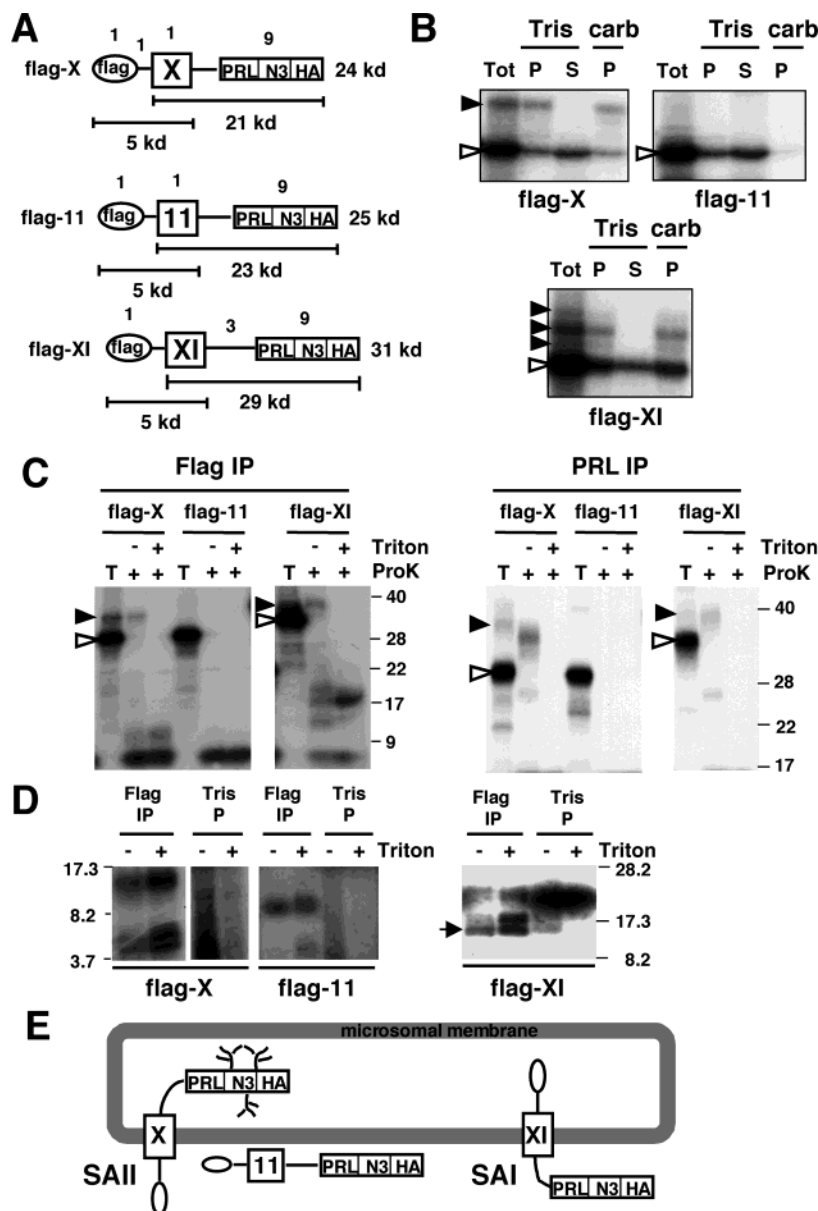 A
1 1 1 9
flag-X flag X PRL N3 HA 24 kd
21 kd
5 kd
1 1 9
flag-11 flag 11 PRL N3 HA 25 kd
23 kd
5 kd
1 3 9
flag-XI flag XI PRL N3 HA 31 kd
29 kd
5 kd
B
Tris carb Tris carb
Tot P S P Tot P S P
flag-X flag-11
Tris carb
Tot P S P
flag-XI
C
Flag IP PRL IP
flag-X flag-11 flag-XI flag-X flag-11 flag-XI
- + - + - + Triton - + - + - + Triton
T + + T + + T + + ProK T + + T + + T + + ProK
40
28
22
17
9
40
28
22
17
D
Flag IP Tris P Flag IP Tris P Flag IP Tris P
- + - + - + - + Triton - + - + Triton
17.3
8.2
3.7
28.2
17.3
8.2
flag-X flag-11 flag-XI
E
microsomal membrane
PRL N3 HA
X
XI
SAII
11 PRL N3 HA
SAI
PRL N3 HA